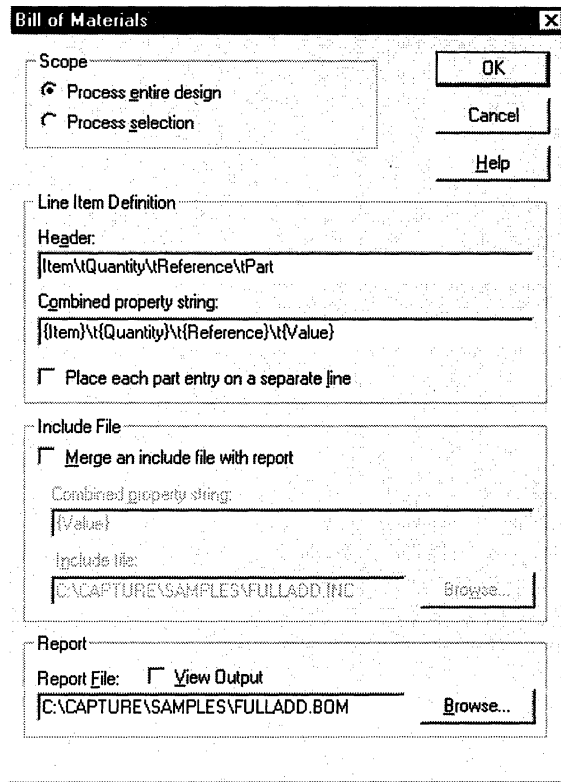 Bill of Materials
Scope
Process entire design
Process selection
OK
Cancel
Help
Line Item Definition
Header:
Item\tQuantity\tReference\tPart
Combined property string:
{Item}\t{Quantity}\t{Reference}\t{Value}
Place each part entry on a separate line
Include File
Merge an include file with report
Combined property string:
{Value}
Include file:
C:\CAPTURE\SAMPLES\FULLADD.INC
Browse...
Report
Report File:
View Output
C:\CAPTURE\SAMPLES\FULLADD.BOM
Browse...